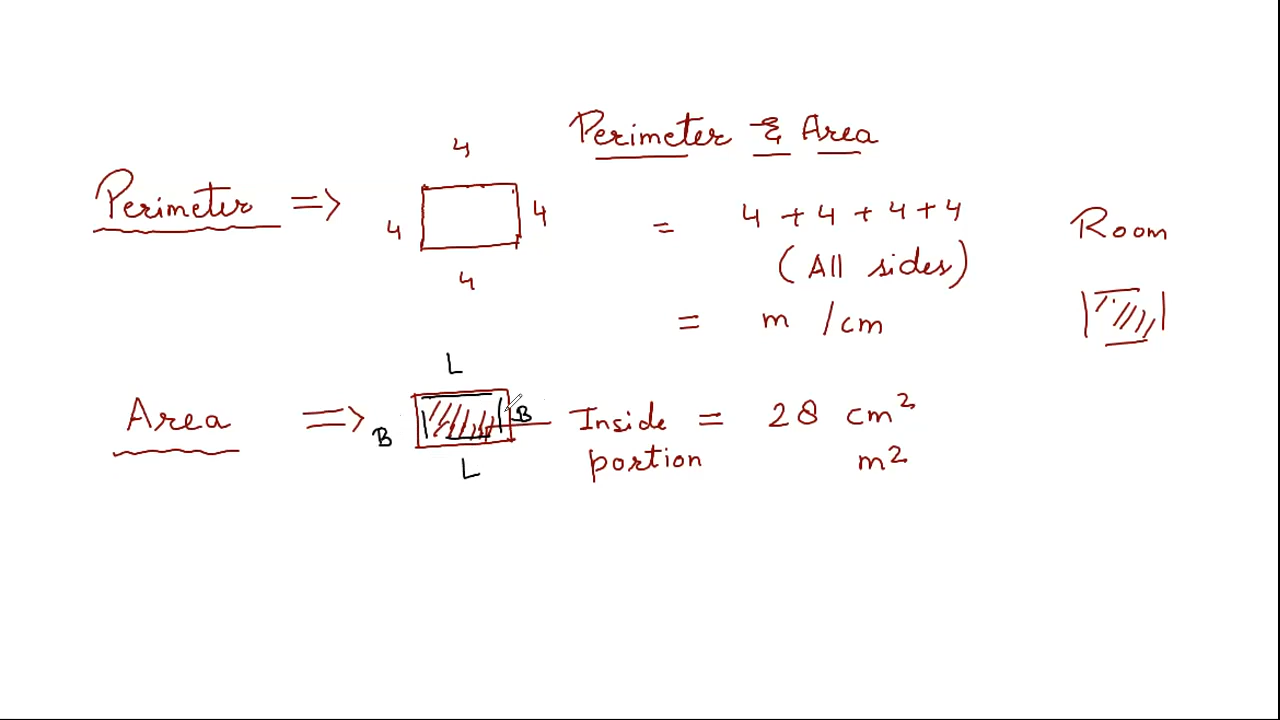 Perimeter & Area
4
Perimeter => 4 4 = 4 + 4 + 4 + 4 Room
4 (All sides)
= m /cm
L
Area => B B Inside = 28 cm²
L portion m²